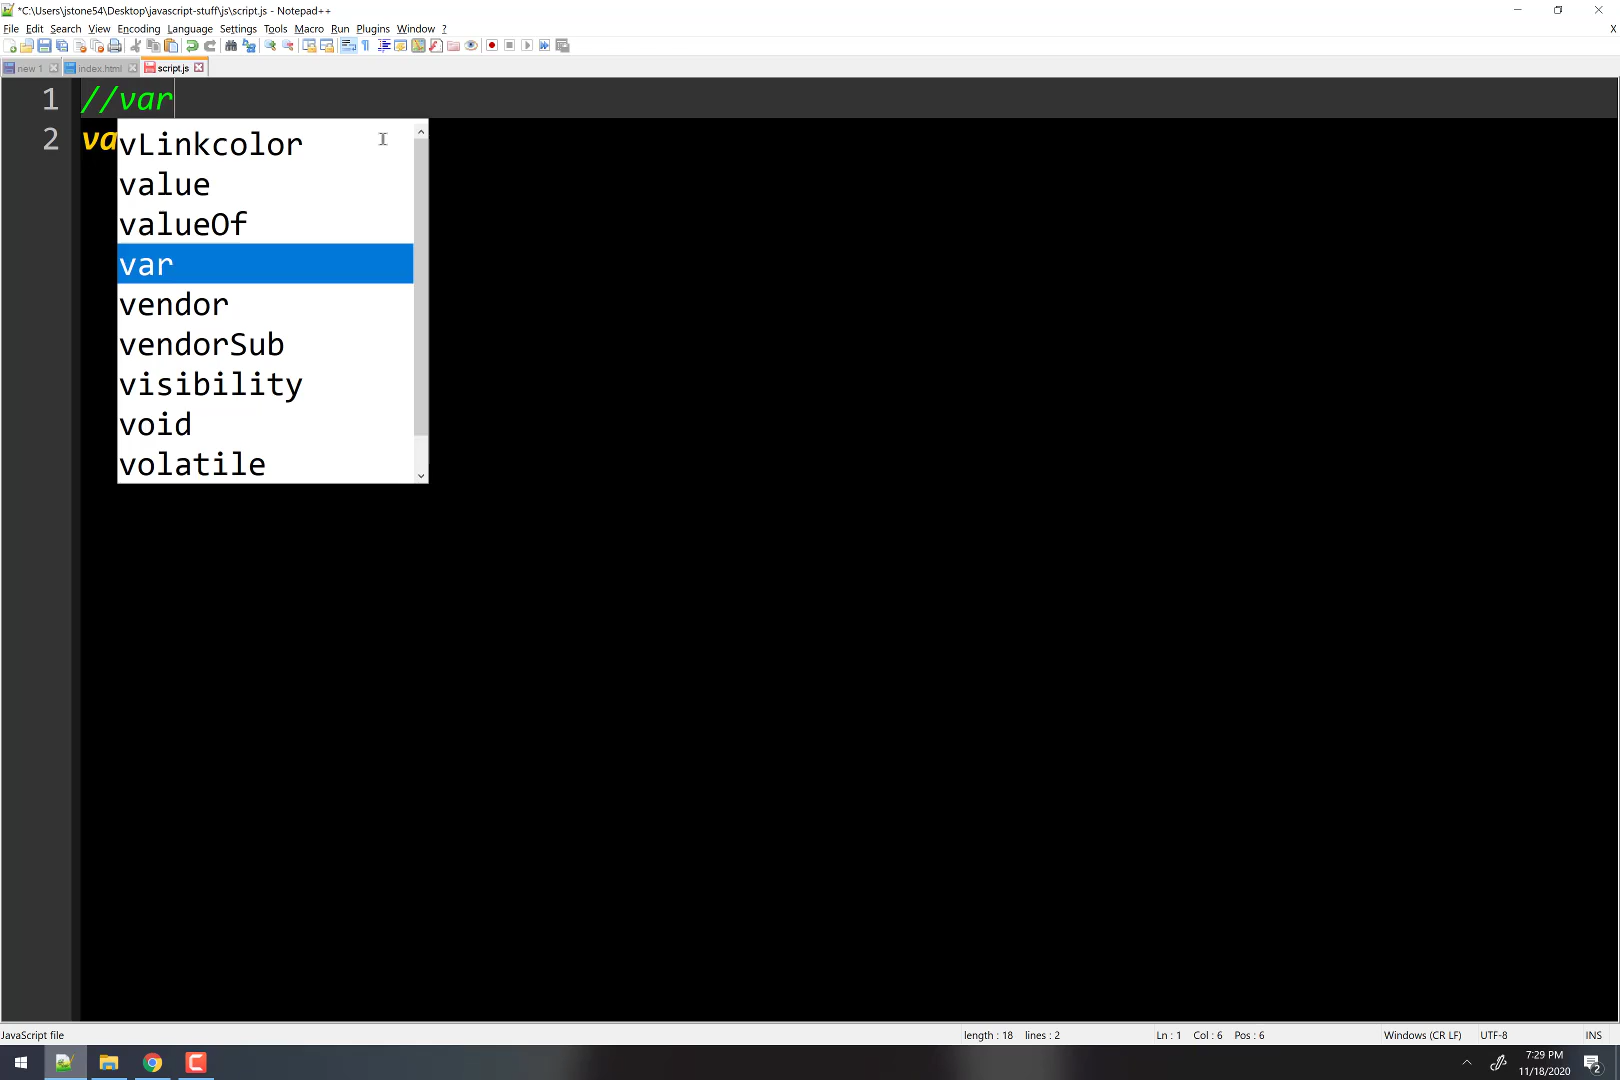 *C:\Users\jstone54\Desktop\javascript-stuff\js\script.js - Notepad++
File Edit Search View Encoding Language Settings Tools Macro Run Plugins Window ? X
new 1 index.html script.js
1 //var
2 va
vLinkcolor
value
valueOf
var
vendor
vendorSub
visibility
void
volatile
JavaScript file length : 18 lines : 2 Ln : 1 Col : 6 Pos : 6 Windows (CR LF) UTF-8 INS
7:29 PM
11/18/2020
2